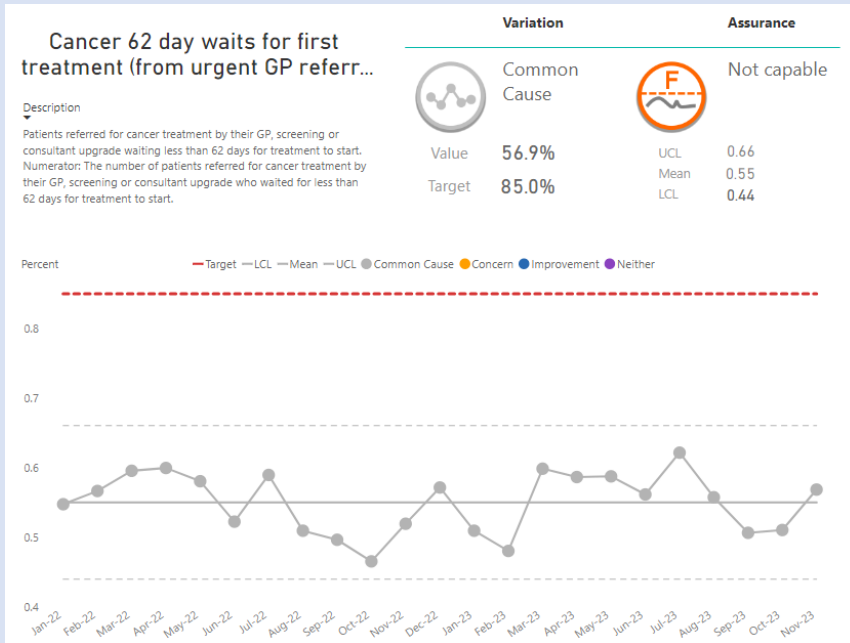 Cancer 62 day waits for first
treatment (from urgent GP referr...
Description
Patients referred for cancer treatment by their GP, screening or
consultant upgrade waiting less than 62 days for treatment to start.
Numerator: The number of patients referred for cancer treatment by
their GP, screening or consultant upgrade who waited for less than
62 days for treatment to start.
Variation
Common
Cause
Value 56.9%
Target 85.0%
Assurance
F
Not capable
UCL 0.66
Mean 0.55
LCL 0.44
Percent
Target LCL Mean UCL Common Cause Concern Improvement Neither
0.8
0.7
0.6
0.5
0.4
Jan-22 Feb-22 Mar-22 Apr-22 May-22 Jun-22 Jul-22 Aug-22 Sep-22 Oct-22 Nov-22 Dec-22 Jan-23 Feb-23 Mar-23 Apr-23 May-23 Jun-23 Jul-23 Aug-23 Sep-23 Oct-23 Nov-23